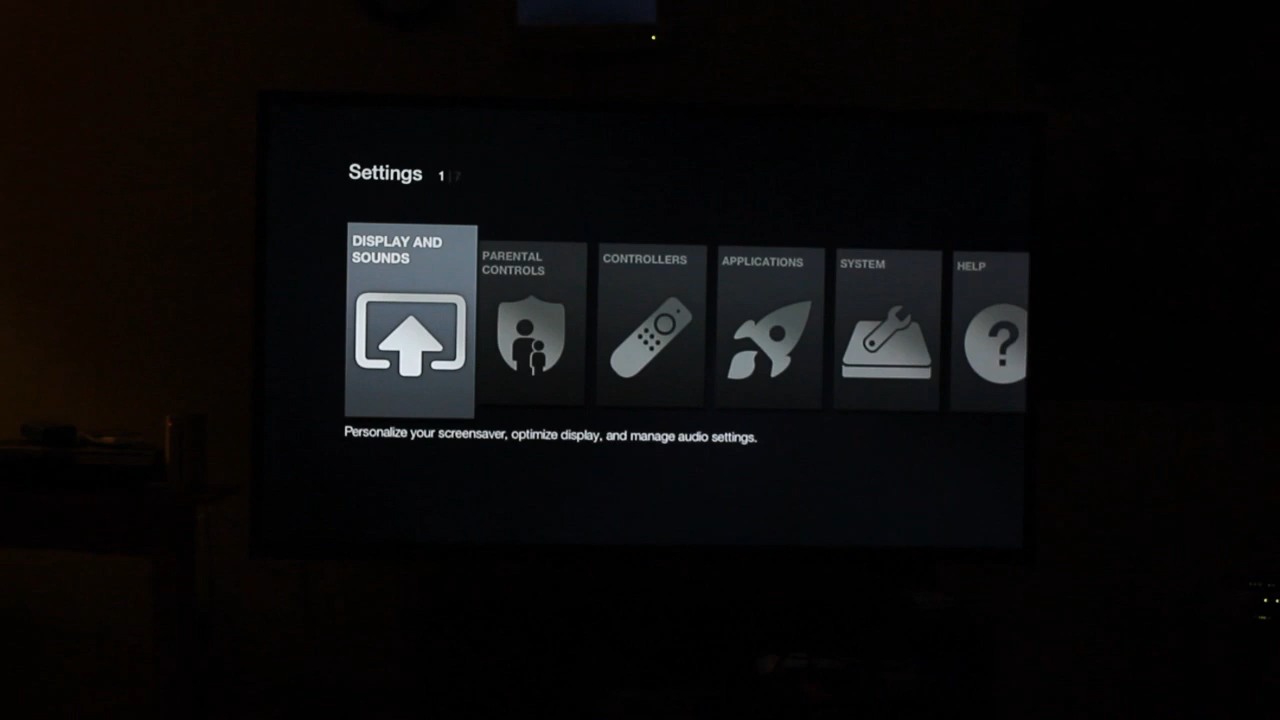 Settings 1 | 7
DISPLAY AND
SOUNDS
PARENTAL
CONTROLS
CONTROLLERS
APPLICATIONS
SYSTEM
HELP
?
Personalize your screensaver, optimize display, and manage audio settings.